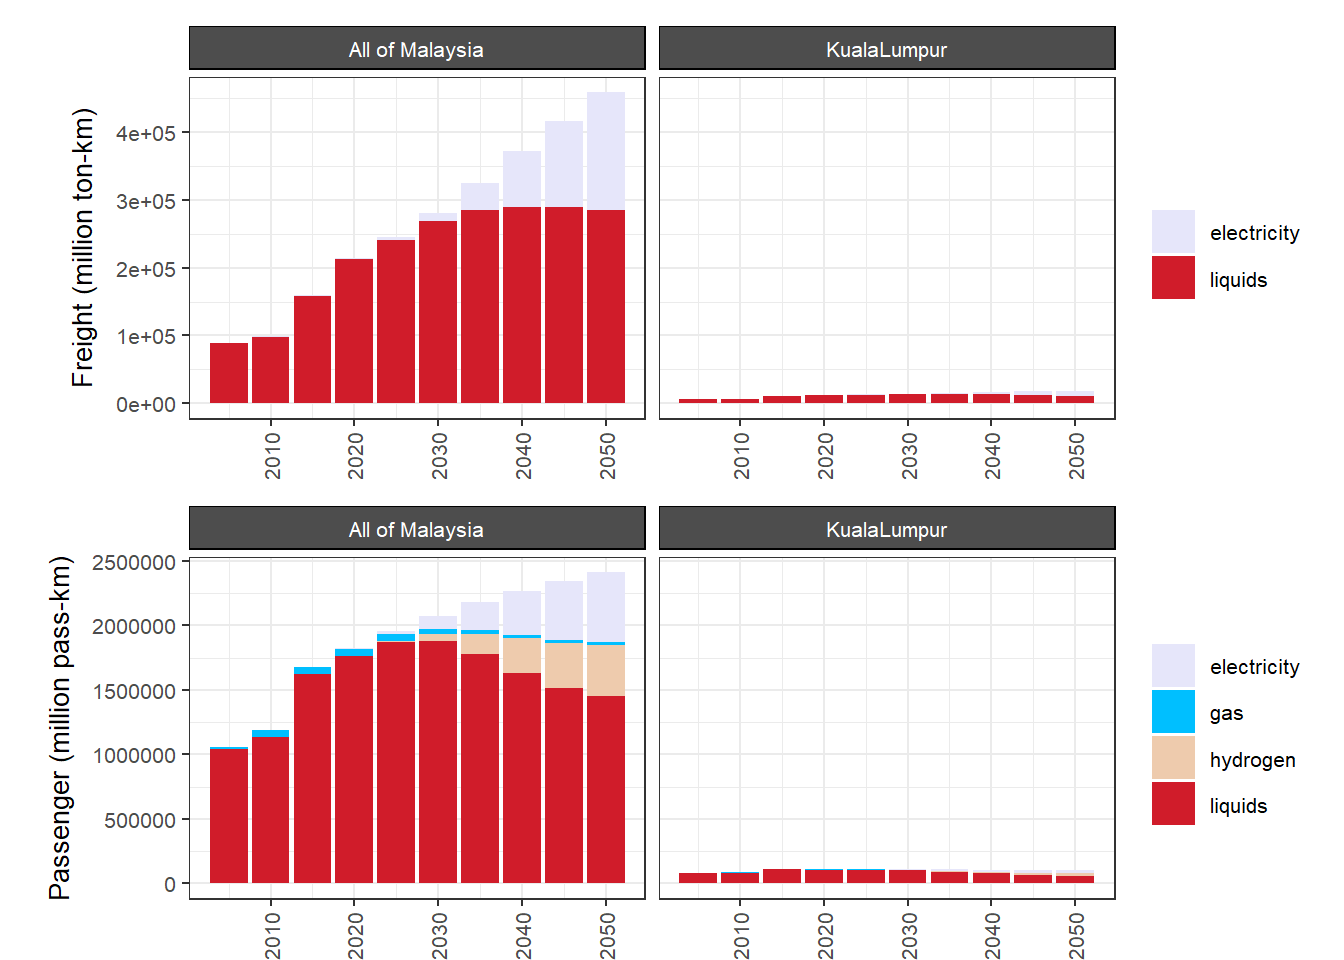 All of Malaysia
KualaLumpur
Freight (million ton-km)
4e+05
3e+05
2e+05
1e+05
0e+00
2010
2020
2030
2040
2050
2010
2020
2030
2040
2050
electricity
liquids
All of Malaysia
KualaLumpur
Passenger (million pass-km)
2500000
2000000
1500000
1000000
500000
0
2010
2020
2030
2040
2050
2010
2020
2030
2040
2050
electricity
gas
hydrogen
liquids